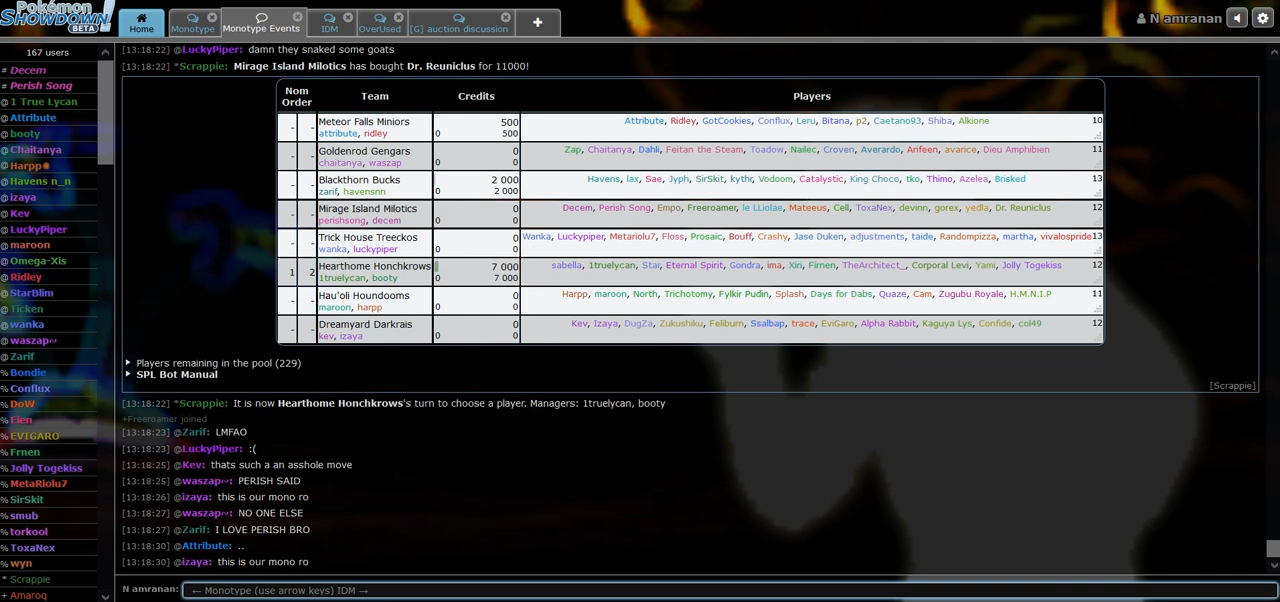 Pokémon
SHOWDOWN!
BETA
Home
Monotype
Monotype Events
IDM
OverUsed
[G] auction discussion
+
N amranan
167 users
# Decem
# Perish Song
@ 1 True Lycan
@ Attribute
@ booty
@ Chaitanya
@ Harpp
@ Havens n_n
@ izaya
@ Kev
@ LuckyPiper
@ maroon
@ Omega-Xis
@ Ridley
@ StarBlim
@ Ticken
@ wanka
@ waszap~
@ Zarif
% Bondie
% Conflux
% DoW
% Eien
% EVIGARO
% Frnen
% Jolly Togekiss
% MetaRiolu7
% SirSkit
% smub
% torkool
% ToxaNex
% wyn
* Scrappie
+ Amaroq
[13:18:22] @LuckyPiper: damn they snaked some goats
[13:18:22] *Scrappie: Mirage Island Milotics has bought Dr. Reuniclus for 11000!
Nom Order Team Credits Players
- - Meteor Falls Miniors 500 Attribute, Ridley, GotCookies, Conflux, Leru, Bitana, p2, Caetano93, Shiba, Alkione 10
attribute, ridley 0 500
- - Goldenrod Gengars 0 Zap, Chaitanya, Dahli, Feitan the Steam, Toadow, Nailec, Croven, Averardo, Arifeen, avarice, Dieu Amphibien 11
chaitanya, waszap 0 0
- - Blackthorn Bucks 2 000 Havens, lax, Sae, Jyph, SirSkit, kythr, Vodoom, Catalystic, King Choco, tko, Thimo, Azelea, Brisked 13
zarif, havensnn 0 2 000
- - Mirage Island Milotics 0 Decem, Perish Song, Empo, Freeroamer, le LLiolae, Mateeus, Cell, ToxaNex, devinn, gorex, yedla, Dr. Reuniclus 12
perishsong, decem 0 0
- - Trick House Treeckos 0 Wanka, Luckypiper, Metariolu7, Floss, Prosaic, Bouff, Crashy, Jase Duken, adjustments, taide, Randompizza, martha, vivalospride 13
wanka, luckypiper 0 0
1 2 Hearthome Honchkrows 7 000 sabella, 1truelycan, Star, Eternal Spirit, Gondra, ima, Xiri, Firnen, TheArchitect_, Corporal Levi, Yami, Jolly Togekiss 12
1truelycan, booty 0 7 000
- - Hau'oli Houndooms 0 Harpp, maroon, North, Trichotomy, Fylkir Pudin, Splash, Days for Dabs, Quaze, Cam, Zugubu Royale, H.M.N.I.P 11
maroon, harpp 0 0
- - Dreamyard Darkrais 0 Kev, Izaya, DugZa, Zukushiku, Feliburn, Ssalbap, trace, EviGaro, Alpha Rabbit, Kaguya Lys, Confide, col49 12
kev, izaya 0 0
Players remaining in the pool (229)
SPL Bot Manual
[Scrappie]
[13:18:22] *Scrappie: It is now Hearthome Honchkrows's turn to choose a player. Managers: 1truelycan, booty
+Freeroamer joined
[13:18:23] @Zarif: LMFAO
[13:18:23] @LuckyPiper: :(
[13:18:25] @Kev: thats such a an asshole move
[13:18:25] @waszap~: PERISH SAID
[13:18:26] @izaya: this is our mono ro
[13:18:27] @waszap~: NO ONE ELSE
[13:18:27] @Zarif: I LOVE PERISH BRO
[13:18:30] @Attribute: ..
[13:18:30] @izaya: this is our mono ro
N amranan: ← Monotype (use arrow keys) IDM →